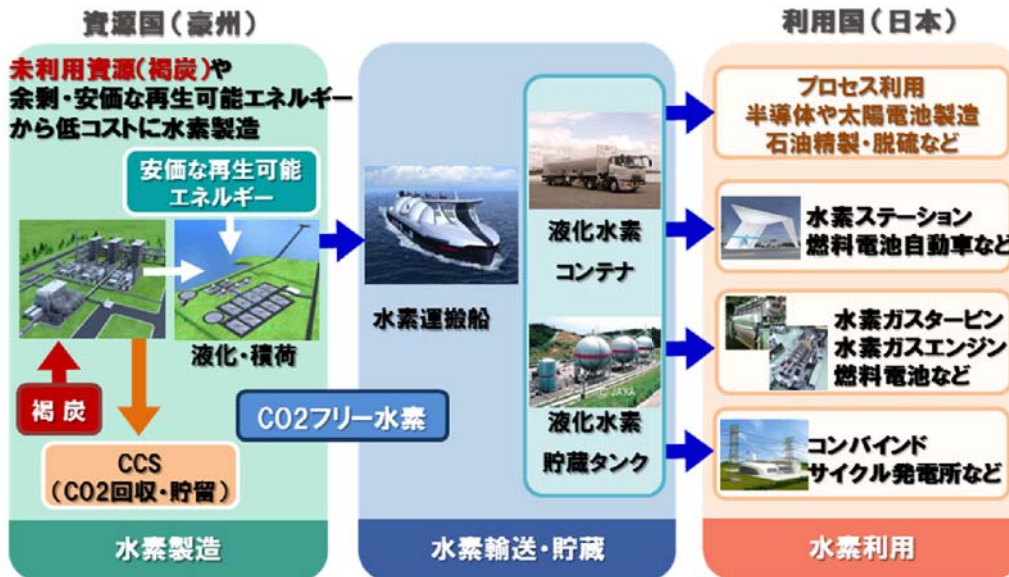 資源国（豪州）
未利用資源（褐炭）や
余剰・安価な再生可能エネルギー
から低コストに水素製造
安価な再生可能
エネルギー
液化・積荷
褐炭
CCS
（CO2回収・貯留）
水素製造
CO2フリー水素
水素運搬船
液化水素
コンテナ
© JAXA
液化水素
貯蔵タンク
水素輸送・貯蔵
利用国（日本）
プロセス利用
半導体や太陽電池製造
石油精製・脱硫など
水素ステーション
燃料電池自動車など
水素ガスタービン
水素ガスエンジン
燃料電池など
コンバインド
サイクル発電所など
水素利用